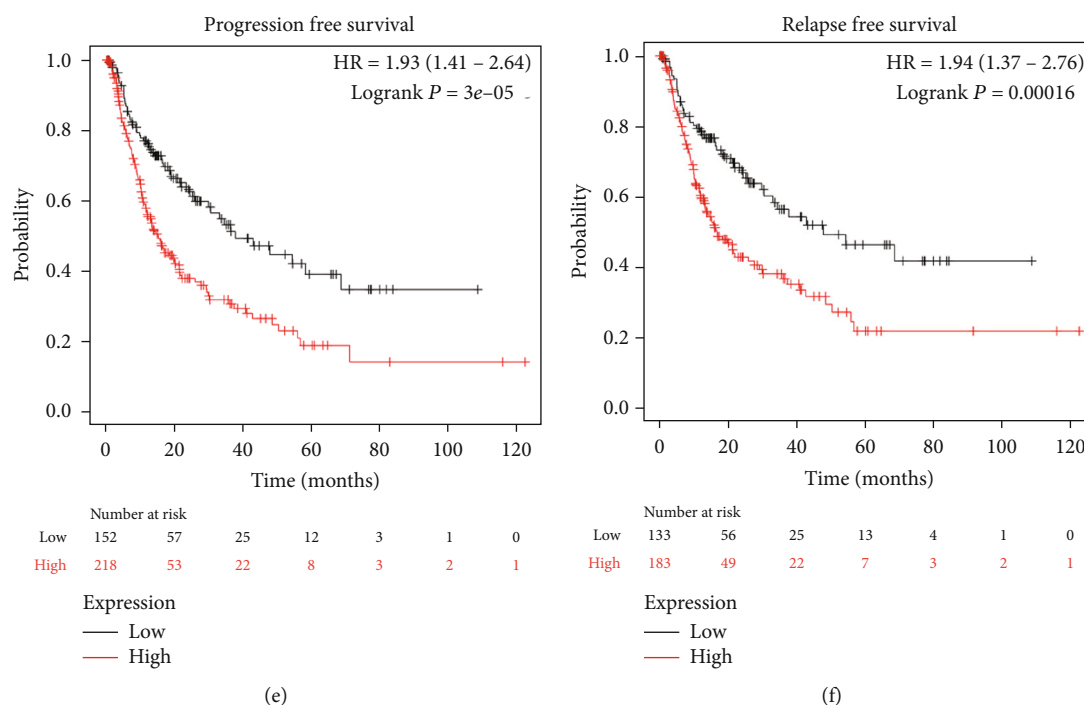 Progression free survival
HR = 1.93 (1.41 – 2.64)
Logrank P = 3e–05
Probability
1.0
0.8
0.6
0.4
0.2
0.0
0 20 40 60 80 100 120
Time (months)
Number at risk
Low 152 57 25 12 3 1 0
High 218 53 22 8 3 2 1
Expression
Low
High
(e)
Relapse free survival
HR = 1.94 (1.37 – 2.76)
Logrank P = 0.00016
Probability
1.0
0.8
0.6
0.4
0.2
0.0
0 20 40 60 80 100 120
Time (months)
Number at risk
Low 133 56 25 13 4 1 0
High 183 49 22 7 3 2 1
Expression
Low
High
(f)